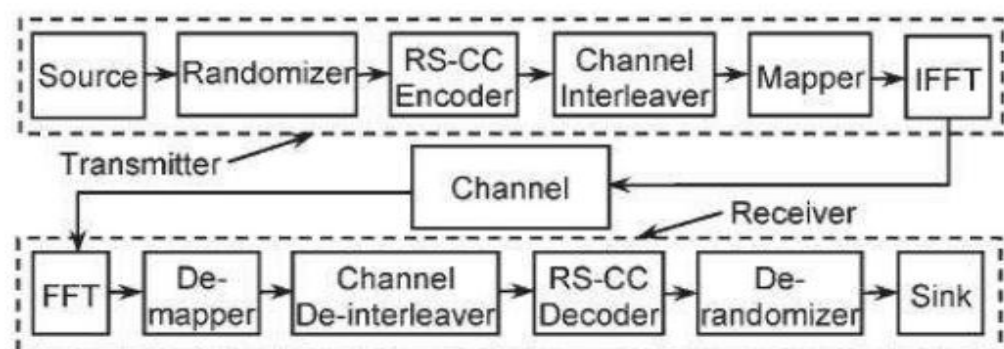 Source
Randomizer
RS-CC
Encoder
Channel
Interleaver
Mapper
IFFT
Transmitter
Channel
Receiver
FFT
De-
mapper
Channel
De-interleaver
RS-CC
Decoder
De-
randomizer
Sink